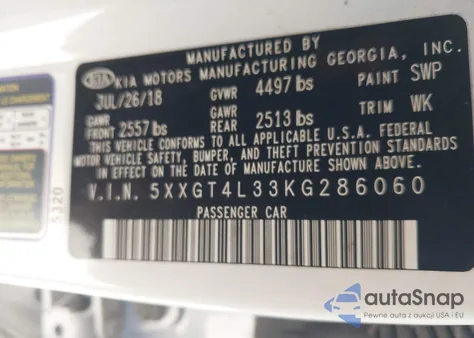 MANUFACTURED BY
KIA KIA MOTORS MANUFACTURING GEORGIA, INC.
JUL/26/18 GVWR 4497 lbs PAINT SWP
GAWR FRONT 2557 lbs GAWR REAR 2513 lbs TRIM WK
THIS VEHICLE CONFORMS TO ALL APPLICABLE U.S.A. FEDERAL
MOTOR VEHICLE SAFETY, BUMPER, AND THEFT PREVENTION STANDARDS
IN EFFECT ON THE DATE OF MANUFACTURE SHOWN ABOVE.
V.I.N. 5XXGT4L33KG286060
PASSENGER CAR
5320
autoSnap
Pewne auta z aukcji USA i EU